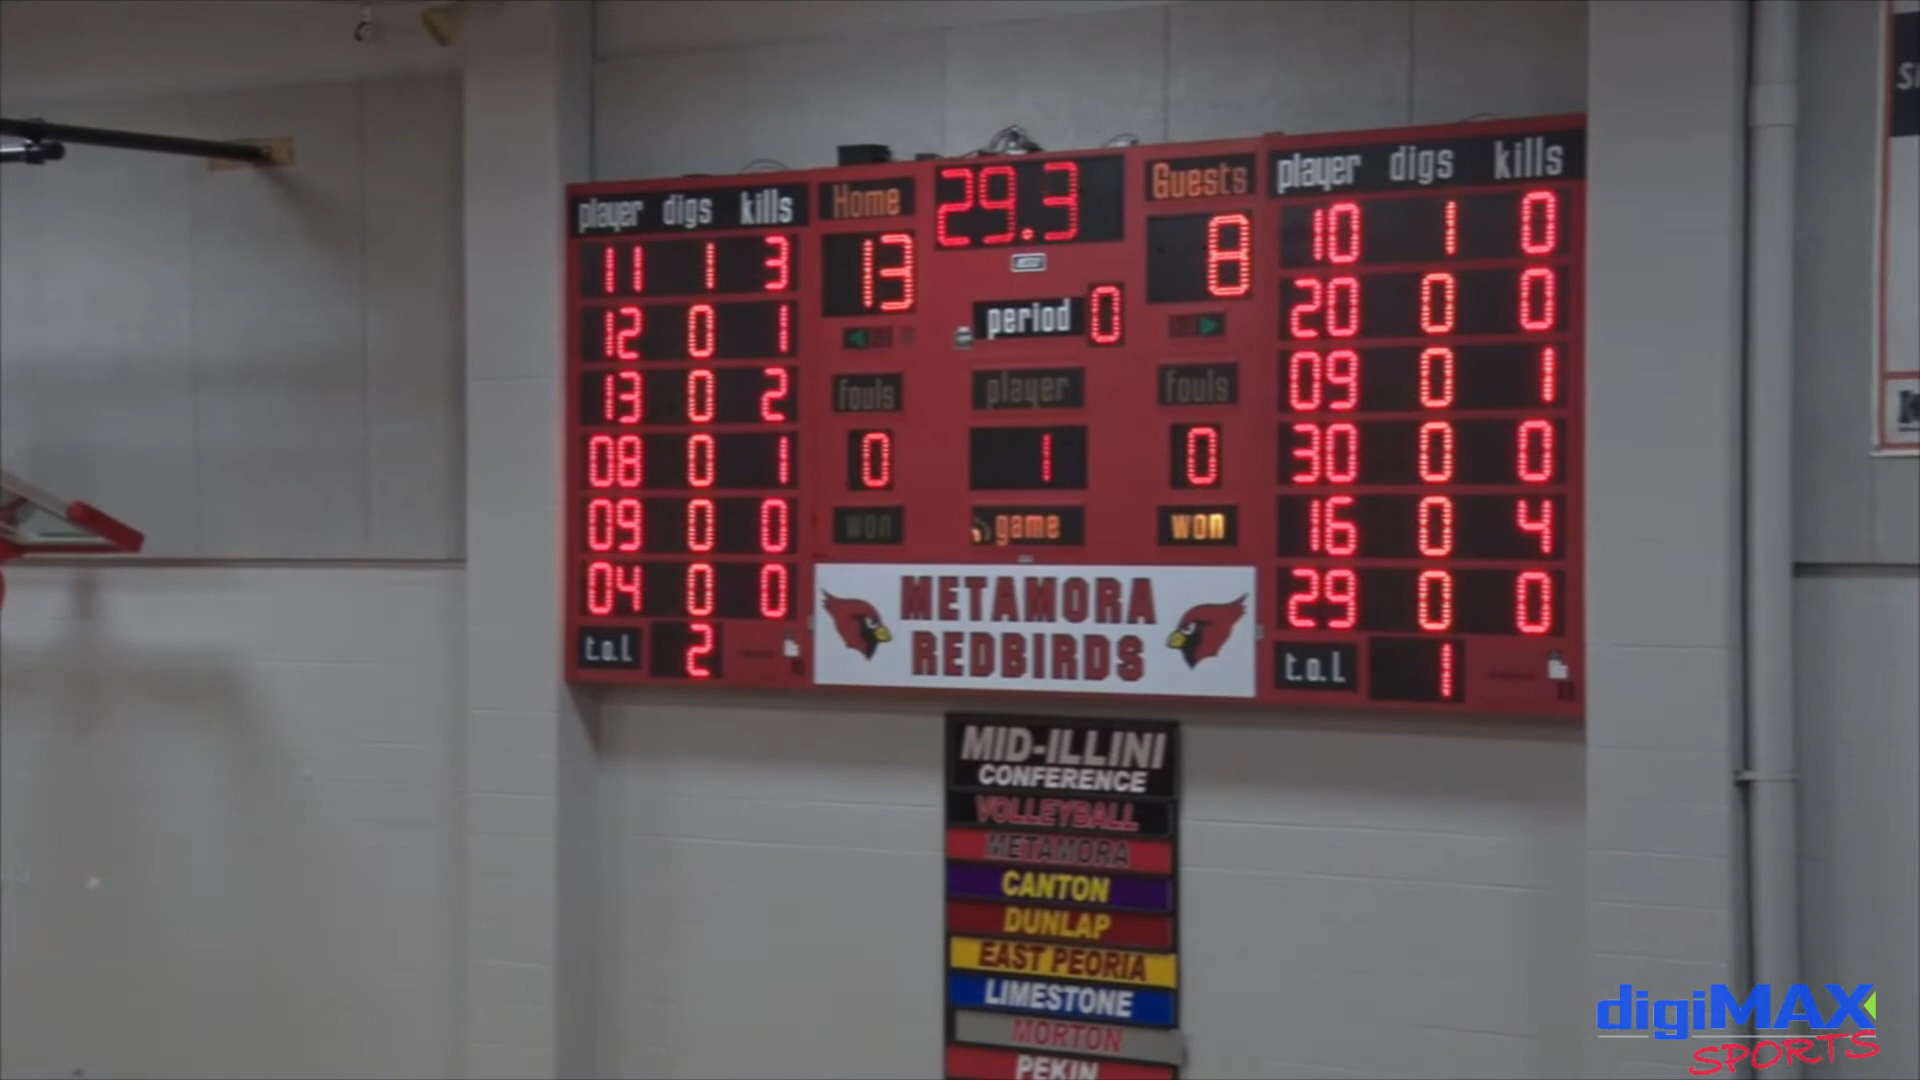 player digs kills
11 1 3
12 0 1
13 0 2
08 0 1
09 0 0
04 0 0
t.o.l 2
Home
13
29.3
period 0
Guests
8
fouls
0
won
player
1
game
fouls
0
won
METAMORA
REDBIRDS
player digs kills
10 1 0
20 0 0
09 0 1
30 0 0
16 0 4
29 0 0
t.o.l 1
MID-ILLINI
CONFERENCE
VOLLEYBALL
METAMORA
CANTON
DUNLAP
EAST PEORIA
LIMESTONE
MORTON
PEKIN
digiMAX
SPORTS